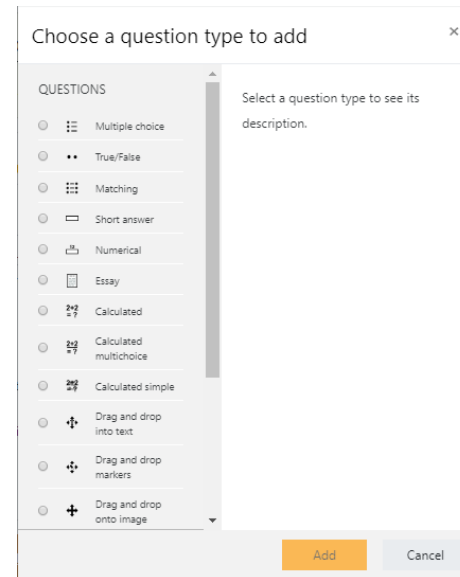 Choose a question type to add
×
QUESTIONS
Multiple choice
True/False
Matching
Short answer
Numerical
Essay
2+2
= ?
Calculated
2+2
= ?
Calculated
multichoice
Calculated simple
Drag and drop
into text
Drag and drop
markers
Drag and drop
onto image
Select a question type to see its
description.
Add
Cancel